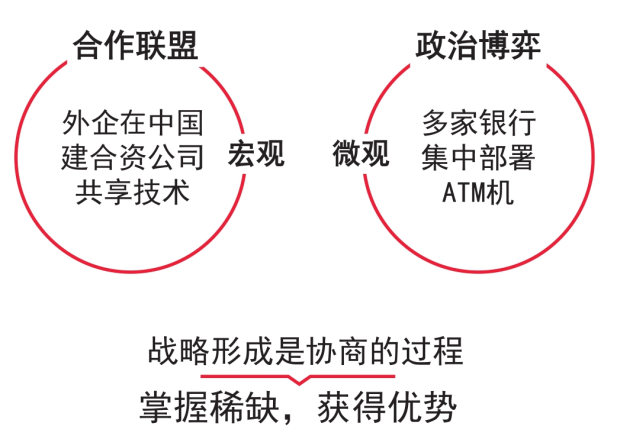 合作联盟
政治博弈
外企在中国
建合资公司
共享技术
宏观
微观
多家银行
集中部署
ATM机
战略形成是协商的过程
掌握稀缺，获得优势